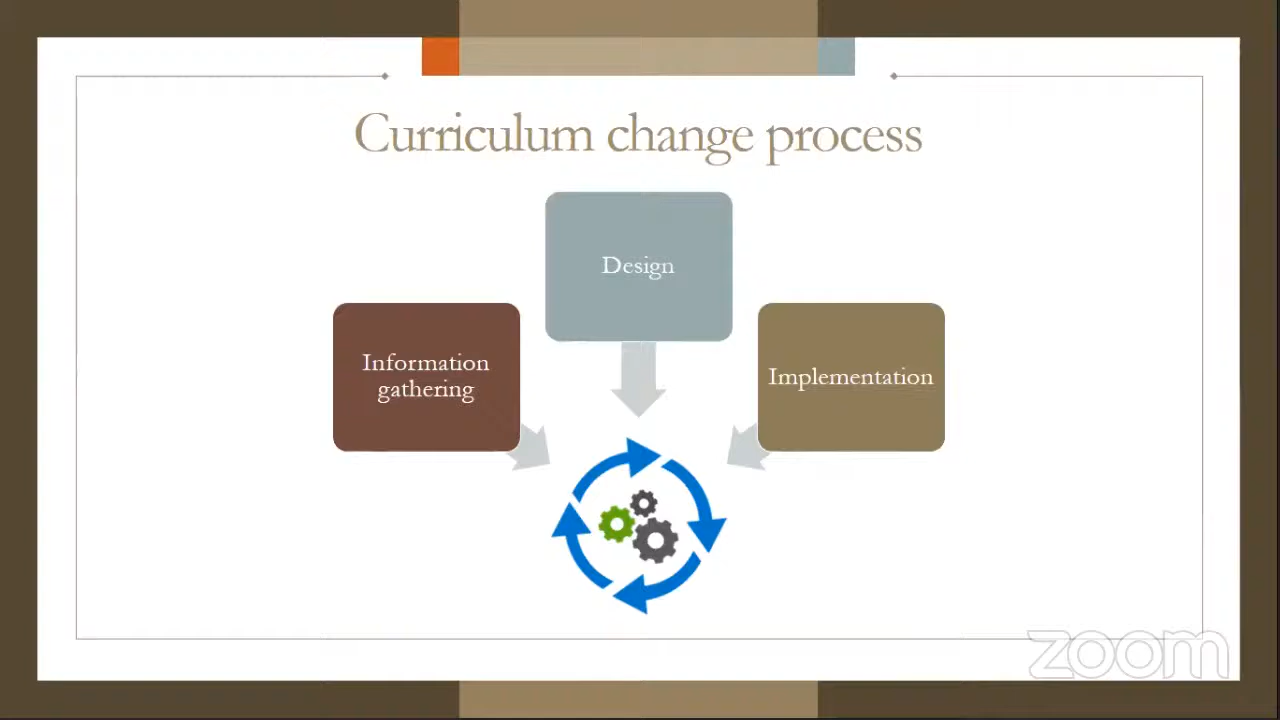 Curriculum change process
Design
Information
gathering
Implementation
zoom